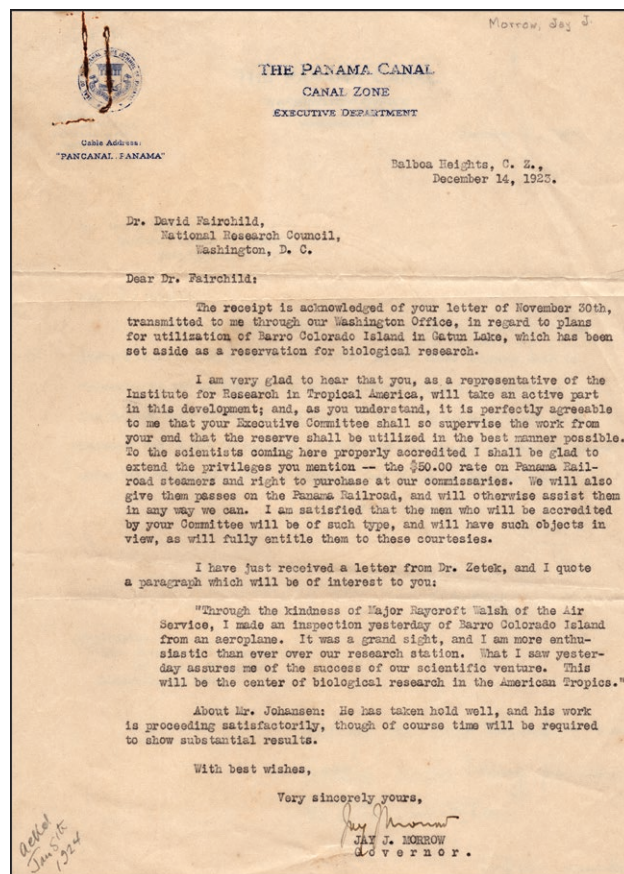 Morrow, Jay J.
THE PANAMA CANAL
CANAL ZONE
EXECUTIVE DEPARTMENT
Cable Address:
"PANCANAL, PANAMA"
Balboa Heights, C. Z.,
December 14, 1923.
Dr. David Fairchild,
National Research Council,
Washington, D. C.
Dear Dr. Fairchild:
The receipt is acknowledged of your letter of November 30th,
transmitted to me through our Washington Office, in regard to plans
for utilization of Barro Colorado Island in Gatun Lake, which has been
set aside as a reservation for biological research.
I am very glad to hear that you, as a representative of the
Institute for Research in Tropical America, will take an active part
in this development; and, as you understand, it is perfectly agreeable
to me that your Executive Committee shall so supervise the work from
your end that the reserve shall be utilized in the best manner possible.
To the scientists coming here properly accredited I shall be glad to
extend the privileges you mention -- the $50.00 rate on Panama Rail-
road steamers and right to purchase at our commissaries. We will also
give them passes on the Panama Railroad, and will otherwise assist them
in any way we can. I am satisfied that the men who will be accredited
by your Committee will be of such type, and will have such objects in
view, as will fully entitle them to these courtesies.
I have just received a letter from Dr. Zetek, and I quote
a paragraph which will be of interest to you:
"Through the kindness of Major Raycroft Walsh of the Air
Service, I made an inspection yesterday of Barro Colorado Island
from an aeroplane. It was a grand sight, and I am more enthu-
siastic than ever over our research station. What I saw yester-
day assures me of the success of our scientific venture. This
will be the center of biological research in the American Tropics."
About Mr. Johansen: He has taken hold well, and his work
is proceeding satisfactorily, though of course time will be required
to show substantial results.
With best wishes,
Very sincerely yours,
Jay J Morrow
JAY J. MORROW
Governor.
ackd
Jan 5th
1924